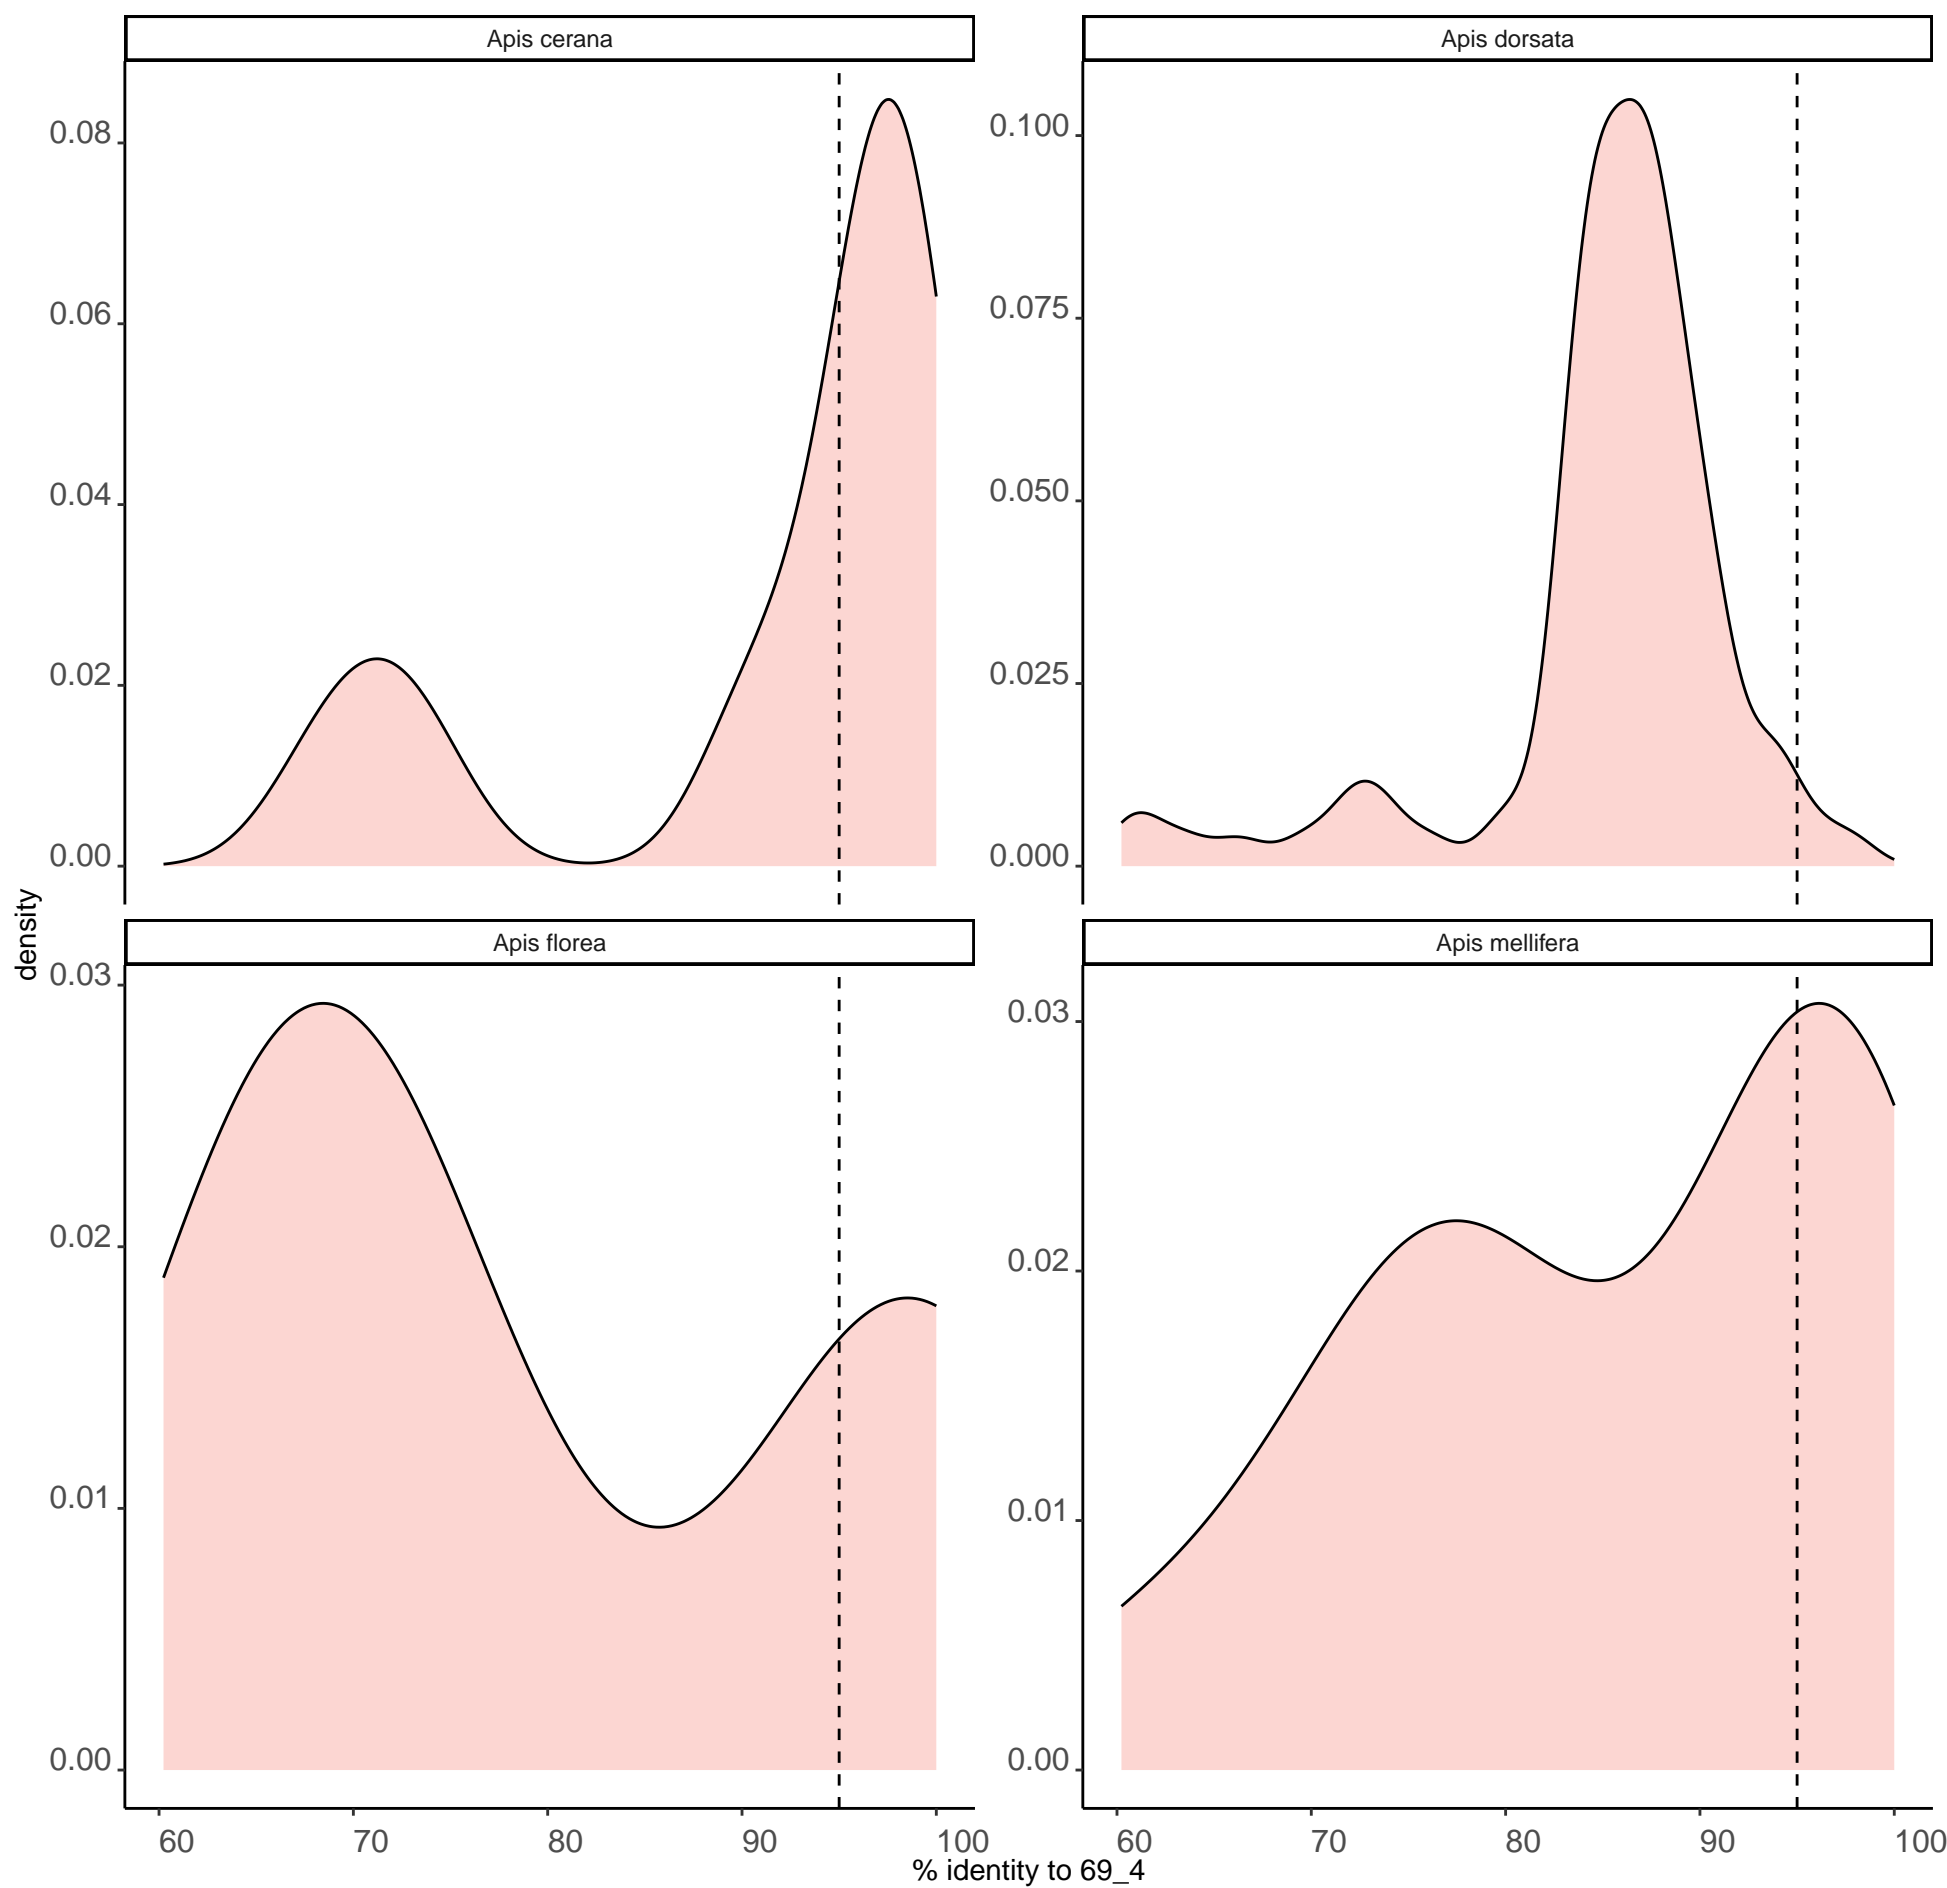 Apis cerana
0.08
0.06
0.04
0.02
0.00
Apis dorsata
0.100
0.075
0.050
0.025
0.000
density
Apis florea
0.03
0.02
0.01
0.00
60 70 80 90 100
Apis mellifera
0.03
0.02
0.01
0.00
60 70 80 90 100
% identity to 69_4